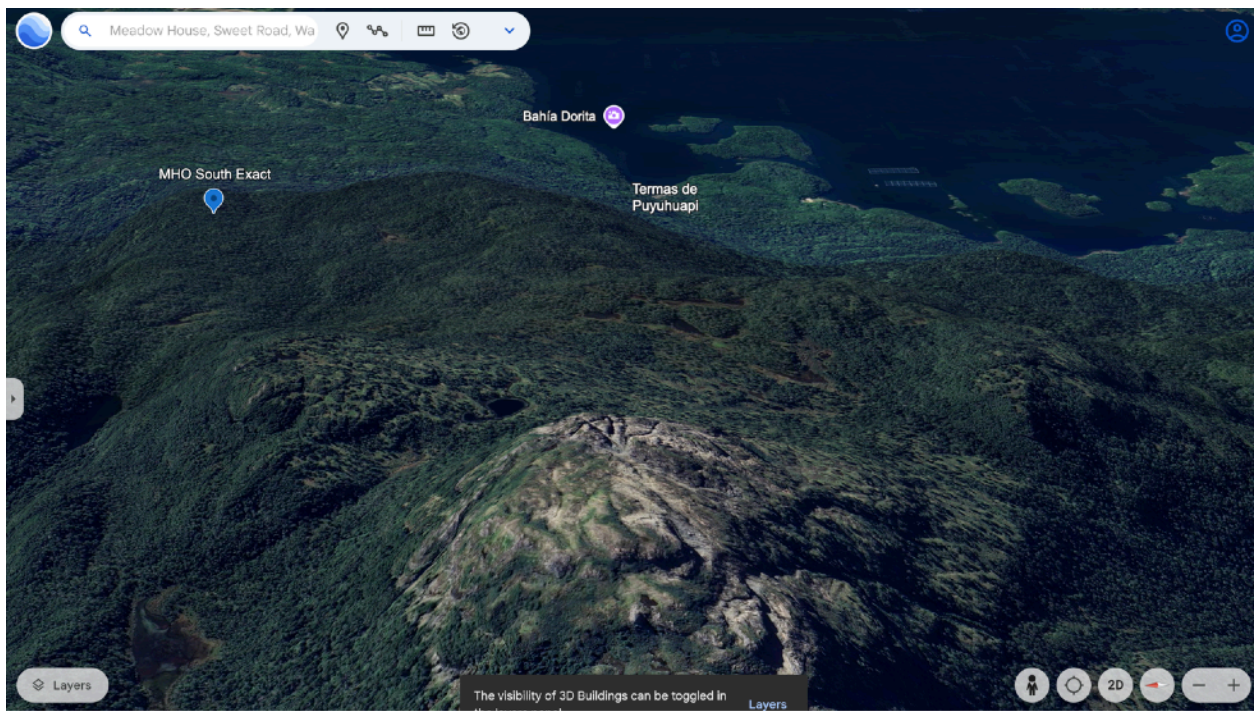 Meadow House, Sweet Road, Wa
Bahía Dorita
MHO South Exact
Termas de
Puyuhuapi
Layers
The visibility of 3D Buildings can be toggled in
Layers
2D